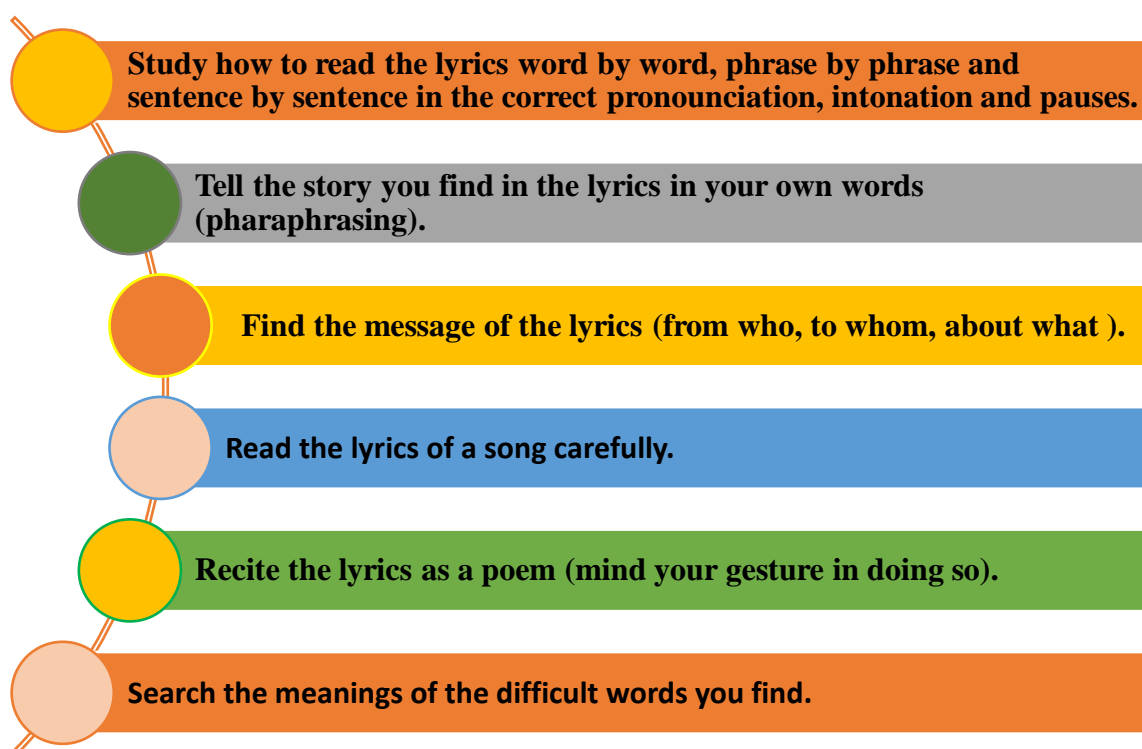 Study how to read the lyrics word by word, phrase by phrase and
sentence by sentence in the correct pronounciation, intonation and pauses.
Tell the story you find in the lyrics in your own words
(pharaphrasing).
Find the message of the lyrics (from who, to whom, about what ).
Read the lyrics of a song carefully.
Recite the lyrics as a poem (mind your gesture in doing so).
Search the meanings of the difficult words you find.